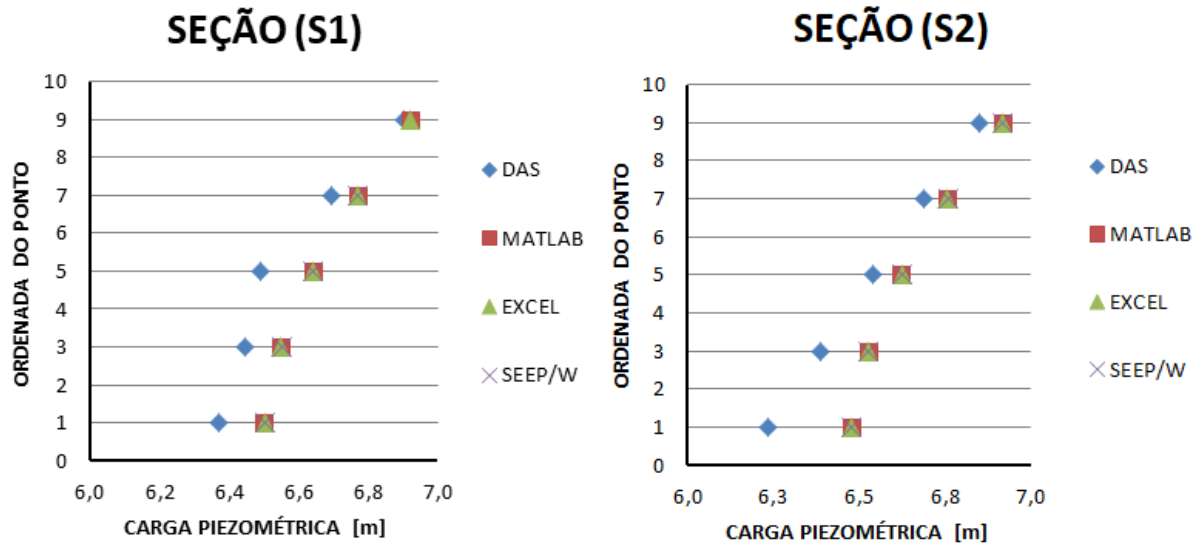 SEÇÃO (S1)
10
9
8
7
6
5
4
3
2
1
0
ORDENADA DO PONTO
6,0 6,2 6,4 6,6 6,8 7,0
CARGA PIEZOMÉTRICA [m]
DAS
MATLAB
EXCEL
SEEP/W
SEÇÃO (S2)
10
9
8
7
6
5
4
3
2
1
0
ORDENADA DO PONTO
6,0 6,3 6,5 6,8 7,0
CARGA PIEZOMÉTRICA [m]
DAS
MATLAB
EXCEL
SEEP/W